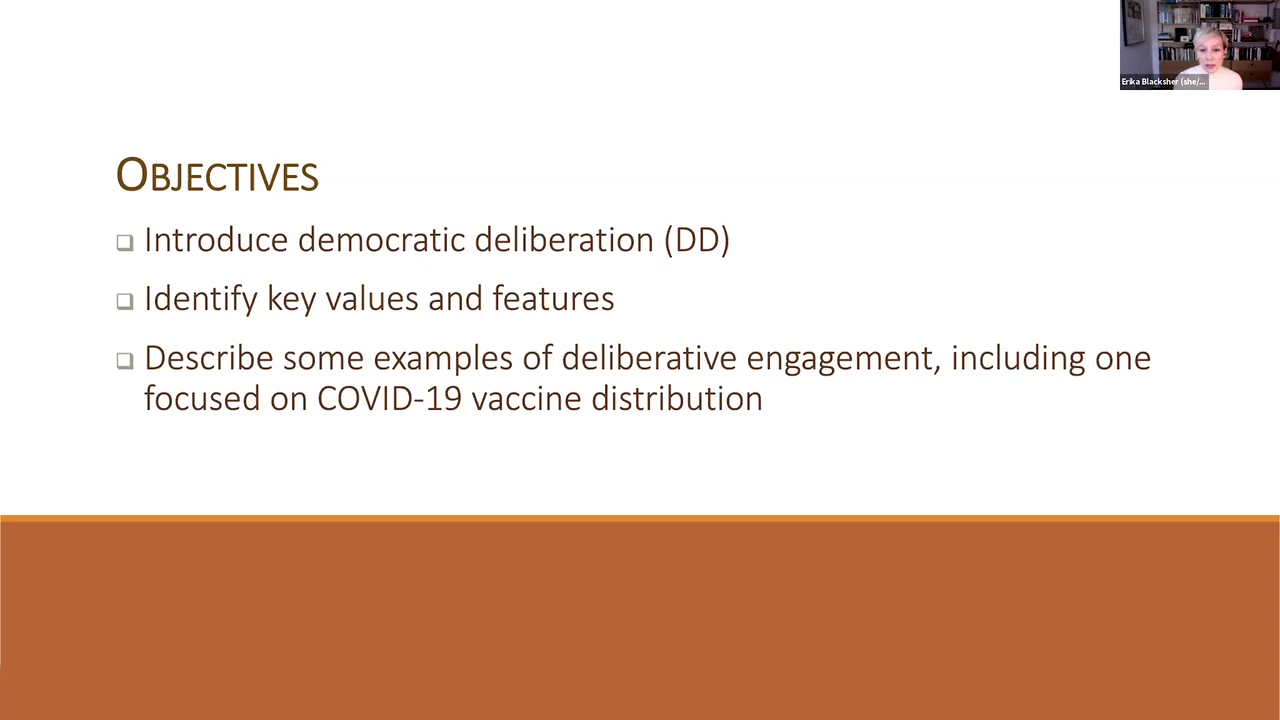 Erika Blacksher (she/...
OBJECTIVES
Introduce democratic deliberation (DD)
Identify key values and features
Describe some examples of deliberative engagement, including one
focused on COVID-19 vaccine distribution